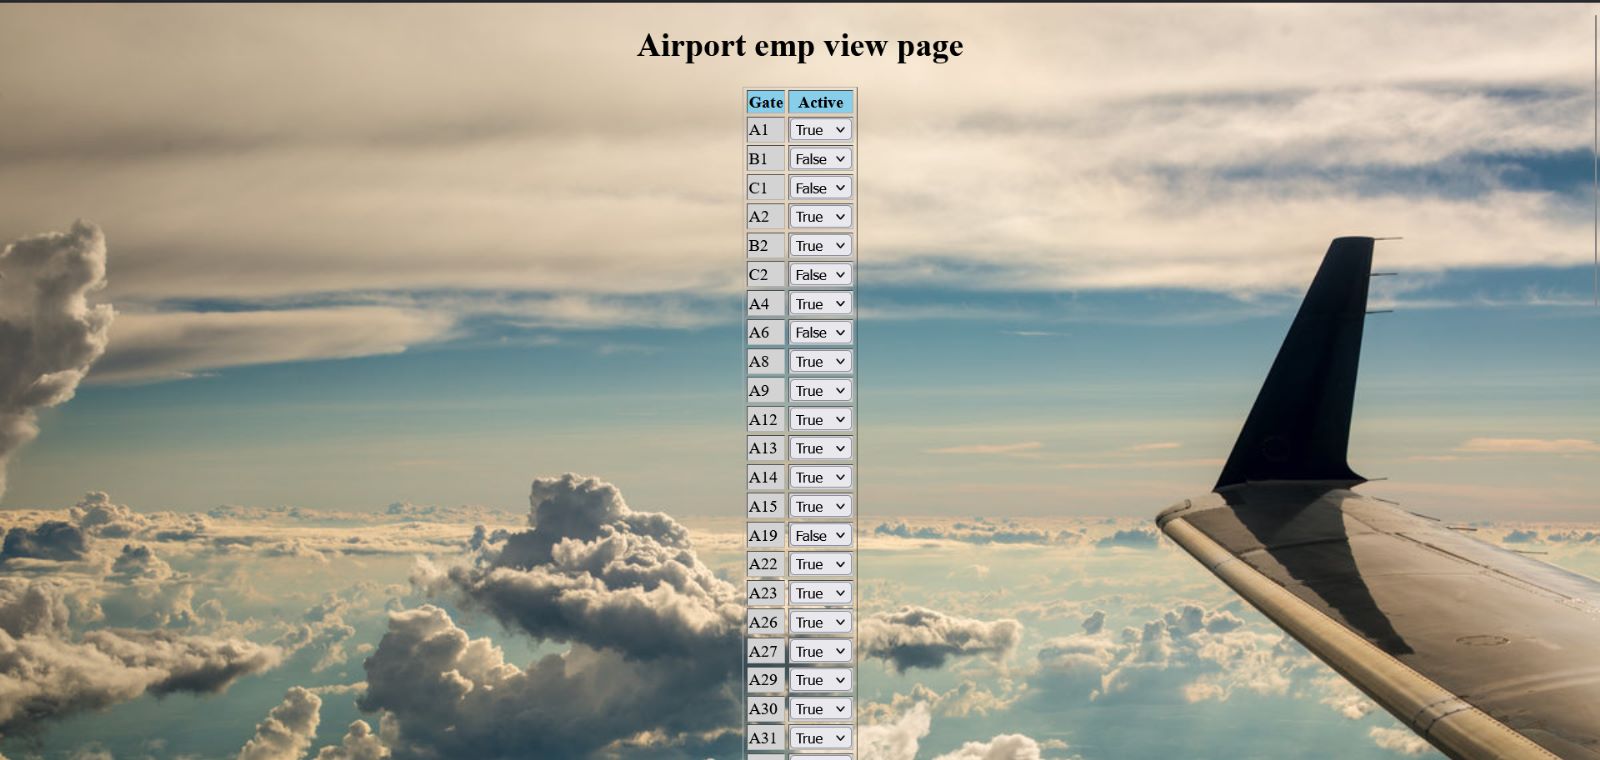 Airport emp view page
Gate Active
A1 True
B1 False
C1 False
A2 True
B2 True
C2 False
A4 True
A6 False
A8 True
A9 True
A12 True
A13 True
A14 True
A15 True
A19 False
A22 True
A23 True
A26 True
A27 True
A29 True
A30 True
A31 True